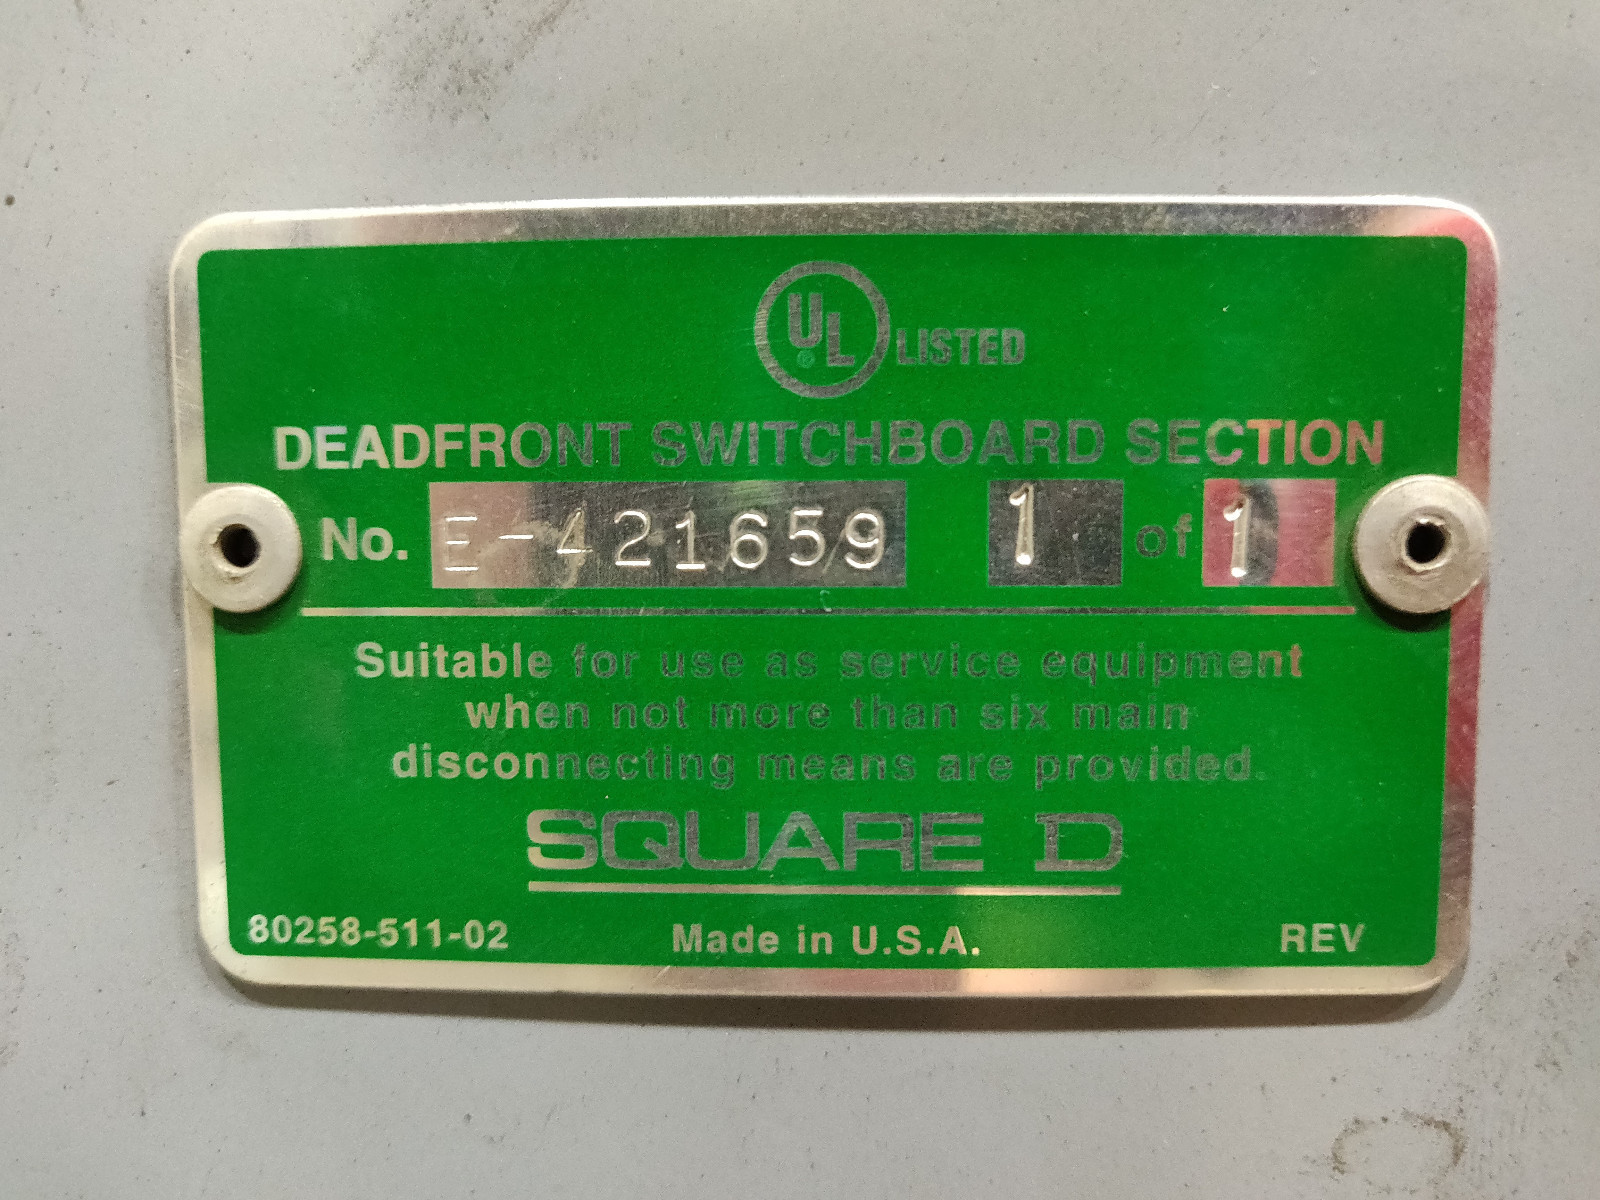 UL® LISTED
DEADFRONT SWITCHBOARD SECTION
No. E-421659 1 of 1
Suitable for use as service equipment
when not more than six main
disconnecting means are provided.
SQUARE D
80258-511-02 Made in U.S.A. REV